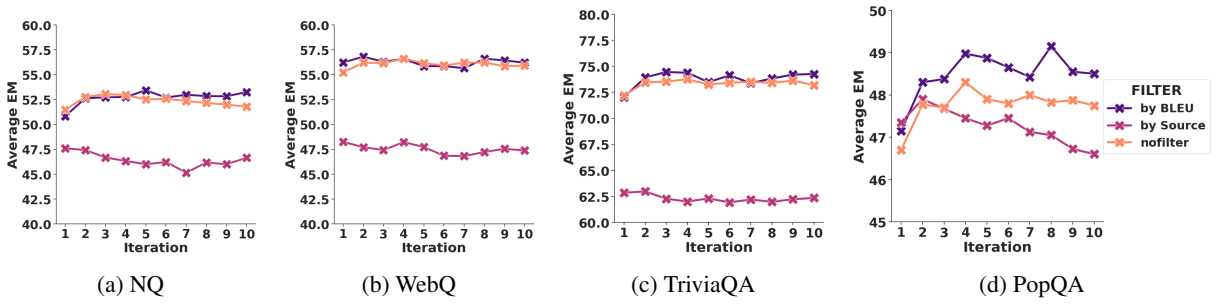 60.0
57.5
55.0
52.5
50.0
47.5
45.0
42.5
40.0
Average EM
1 2 3 4 5 6 7 8 9 10
Iteration
(a) NQ
60.0
57.5
55.0
52.5
50.0
47.5
45.0
42.5
40.0
Average EM
1 2 3 4 5 6 7 8 9 10
Iteration
(b) WebQ
80.0
77.5
75.0
72.5
70.0
67.5
65.0
62.5
60.0
Average EM
1 2 3 4 5 6 7 8 9 10
Iteration
(c) TriviaQA
50
49
48
47
46
45
Average EM
1 2 3 4 5 6 7 8 9 10
Iteration
(d) PopQA
FILTER
by BLEU
by Source
nofilter